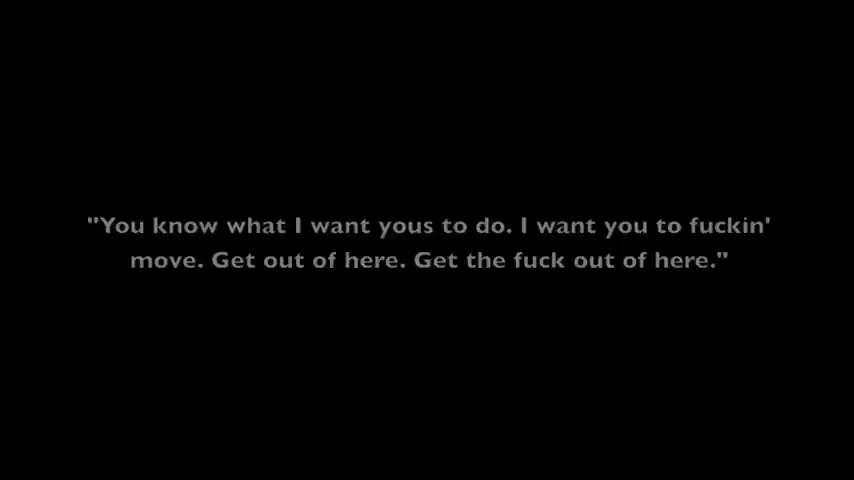 "You know what I want yous to do. I want you to fuckin'
move. Get out of here. Get the fuck out of here."